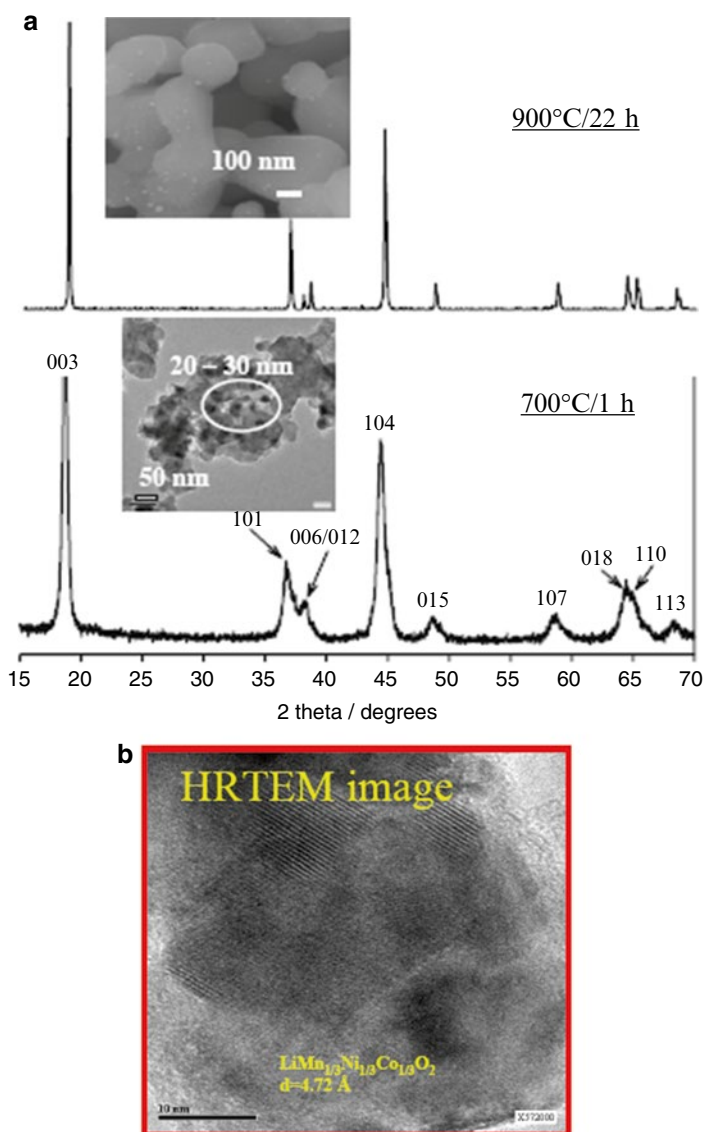 a
100 nm
900°C/22 h
003
20 – 30 nm
700°C/1 h
50 nm
104
101
006/012
018
110
015
107
113
15 20 25 30 35 40 45 50 55 60 65 70
2 theta / degrees
b
HRTEM image
LiMn1/3Ni1/3Co1/3O2
d=4.72 Å
10 nm
X572000